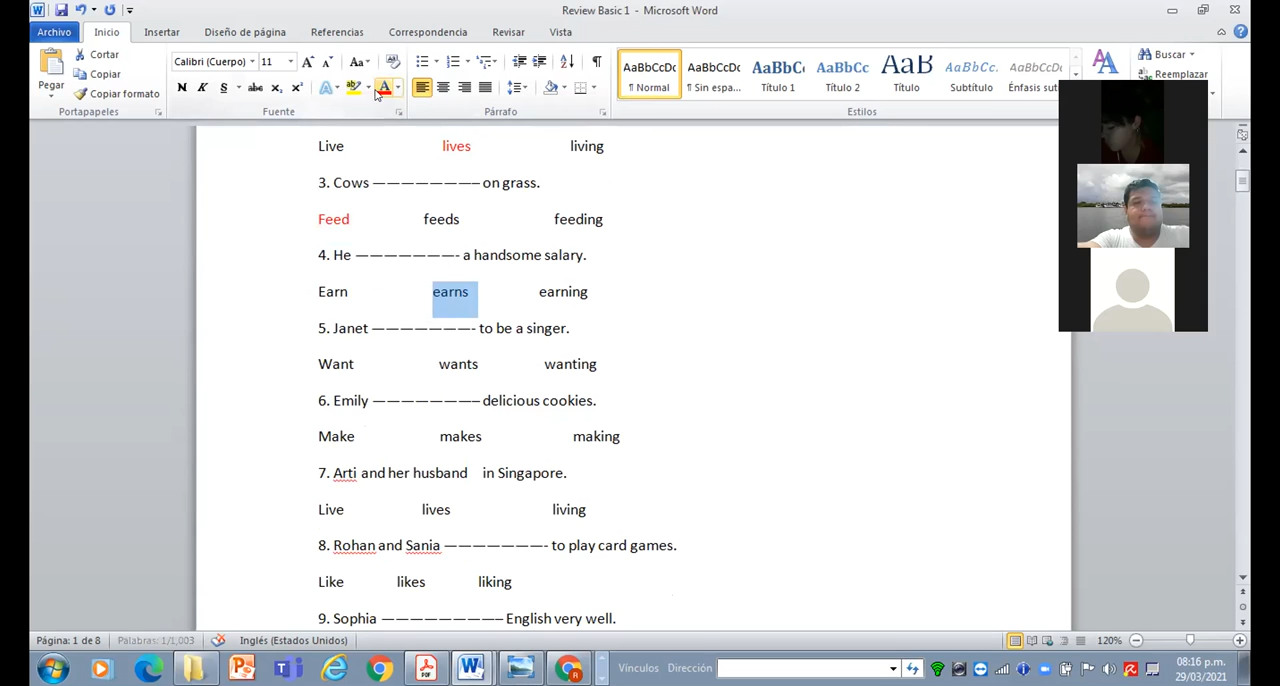 Review Basic 1 - Microsoft Word
Archivo Inicio Insertar Diseño de página Referencias Correspondencia Revisar Vista
Pegar
Cortar
Copiar
Copiar formato
Portapapeles
Calibri (Cuerpo) 11
Fuente
Párrafo
AaBbCcDc AaBbCcDc AaBbC AaBbCc AaB AaBbCc. AaBbCcDc
¶ Normal ¶ Sin espa... Título 1 Título 2 Título Subtítulo
Estilos
Buscar
Reemplazar
Live lives living
3. Cows ———————— on grass.
Feed feeds feeding
4. He ———————- a handsome salary.
Earn earns earning
5. Janet ———————- to be a singer.
Want wants wanting
6. Emily ———————— delicious cookies.
Make makes making
7. Arti and her husband in Singapore.
Live lives living
8. Rohan and Sania ———————- to play card games.
Like likes liking
9. Sophia ————————— English very well.
Página: 1 de 8 Palabras: 1/1,003 Inglés (Estados Unidos) 120%
Vínculos Dirección
08:16 p.m.
29/03/2021